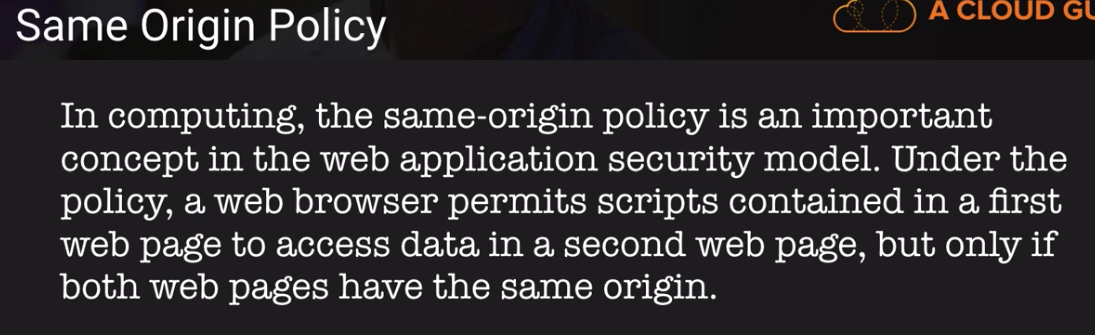 Same Origin Policy
A CLOUD GU
In computing, the same-origin policy is an important
concept in the web application security model. Under the
policy, a web browser permits scripts contained in a first
web page to access data in a second web page, but only if
both web pages have the same origin.